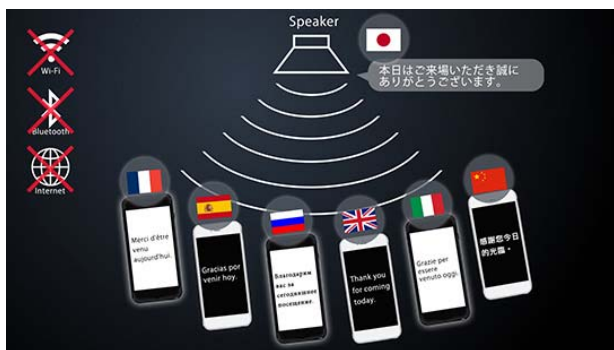 Speaker
Wi-Fi
本日はご来場いただき誠に
ありがとうございます。
Bluetooth
Internet
Merci d'être
venu
aujourd'hui.
Gracias por
venir hoy.
Благодарим
вас за
сегодняшнее
посещение.
Thank you
for coming
today.
Grazie per
essere
venuto oggi.
感謝您今日
的光臨。